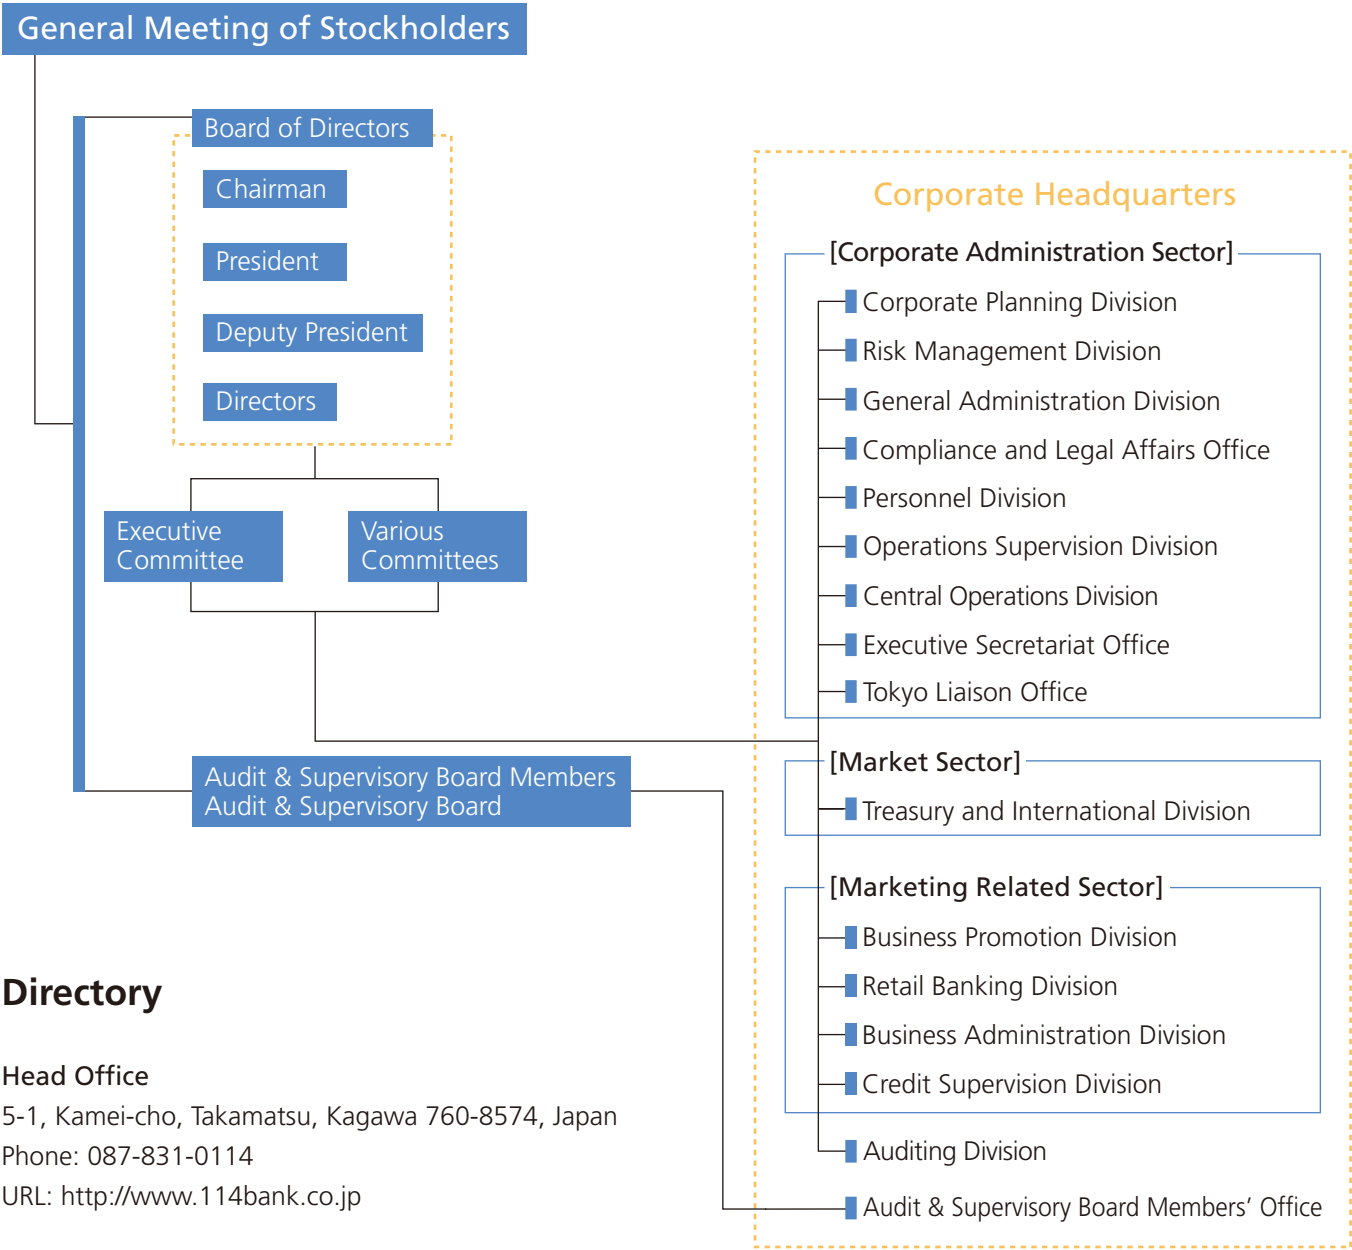 General Meeting of Stockholders
Board of Directors
Chairman
President
Deputy President
Directors
Executive
Committee
Various
Committees
Audit & Supervisory Board Members
Audit & Supervisory Board
Corporate Headquarters
[Corporate Administration Sector]
Corporate Planning Division
Risk Management Division
General Administration Division
Compliance and Legal Affairs Office
Personnel Division
Operations Supervision Division
Central Operations Division
Executive Secretariat Office
Tokyo Liaison Office
[Market Sector]
Treasury and International Division
[Marketing Related Sector]
Business Promotion Division
Retail Banking Division
Business Administration Division
Credit Supervision Division
Auditing Division
Audit & Supervisory Board Members’ Office
Directory
Head Office
5-1, Kamei-cho, Takamatsu, Kagawa 760-8574, Japan
Phone: 087-831-0114
URL: http://www.114bank.co.jp